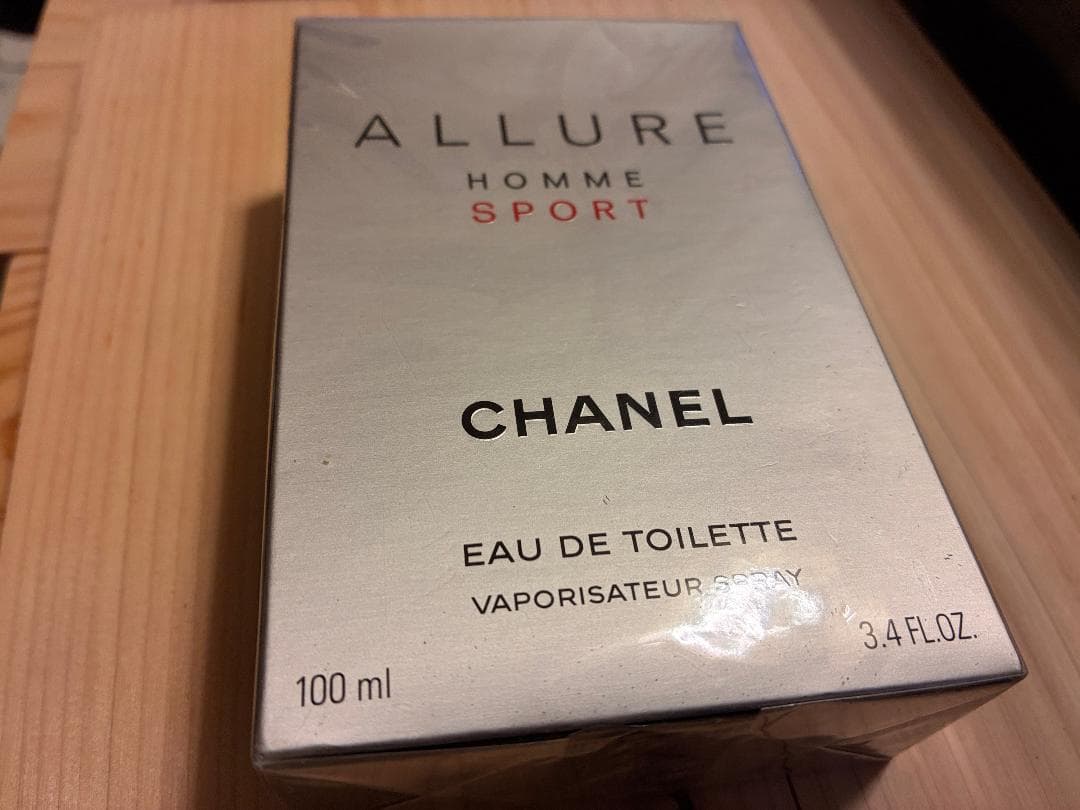 ALLURE
HOMME
SPORT
CHANEL
EAU DE TOILETTE
VAPORISATEUR SPRAY
100 ml
3.4 FL.OZ.